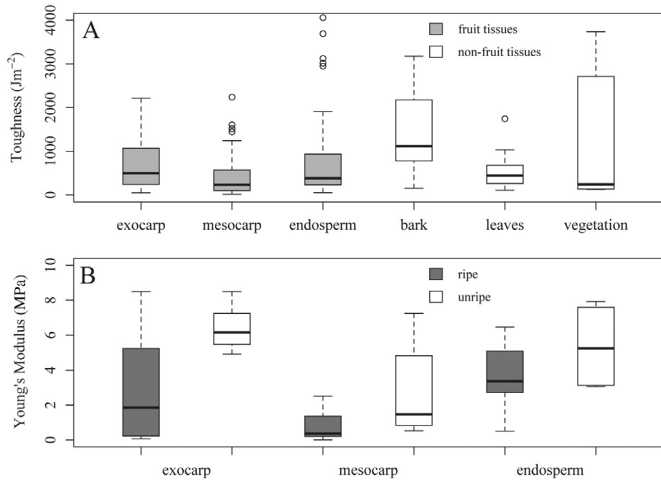 A
fruit tissues
non-fruit tissues
Toughness (Jm⁻²)
4000
3000
2000
1000
0
exocarp mesocarp endosperm bark leaves vegetation
B
ripe
unripe
Young's Modulus (MPa)
10
8
6
4
2
0
exocarp mesocarp endosperm